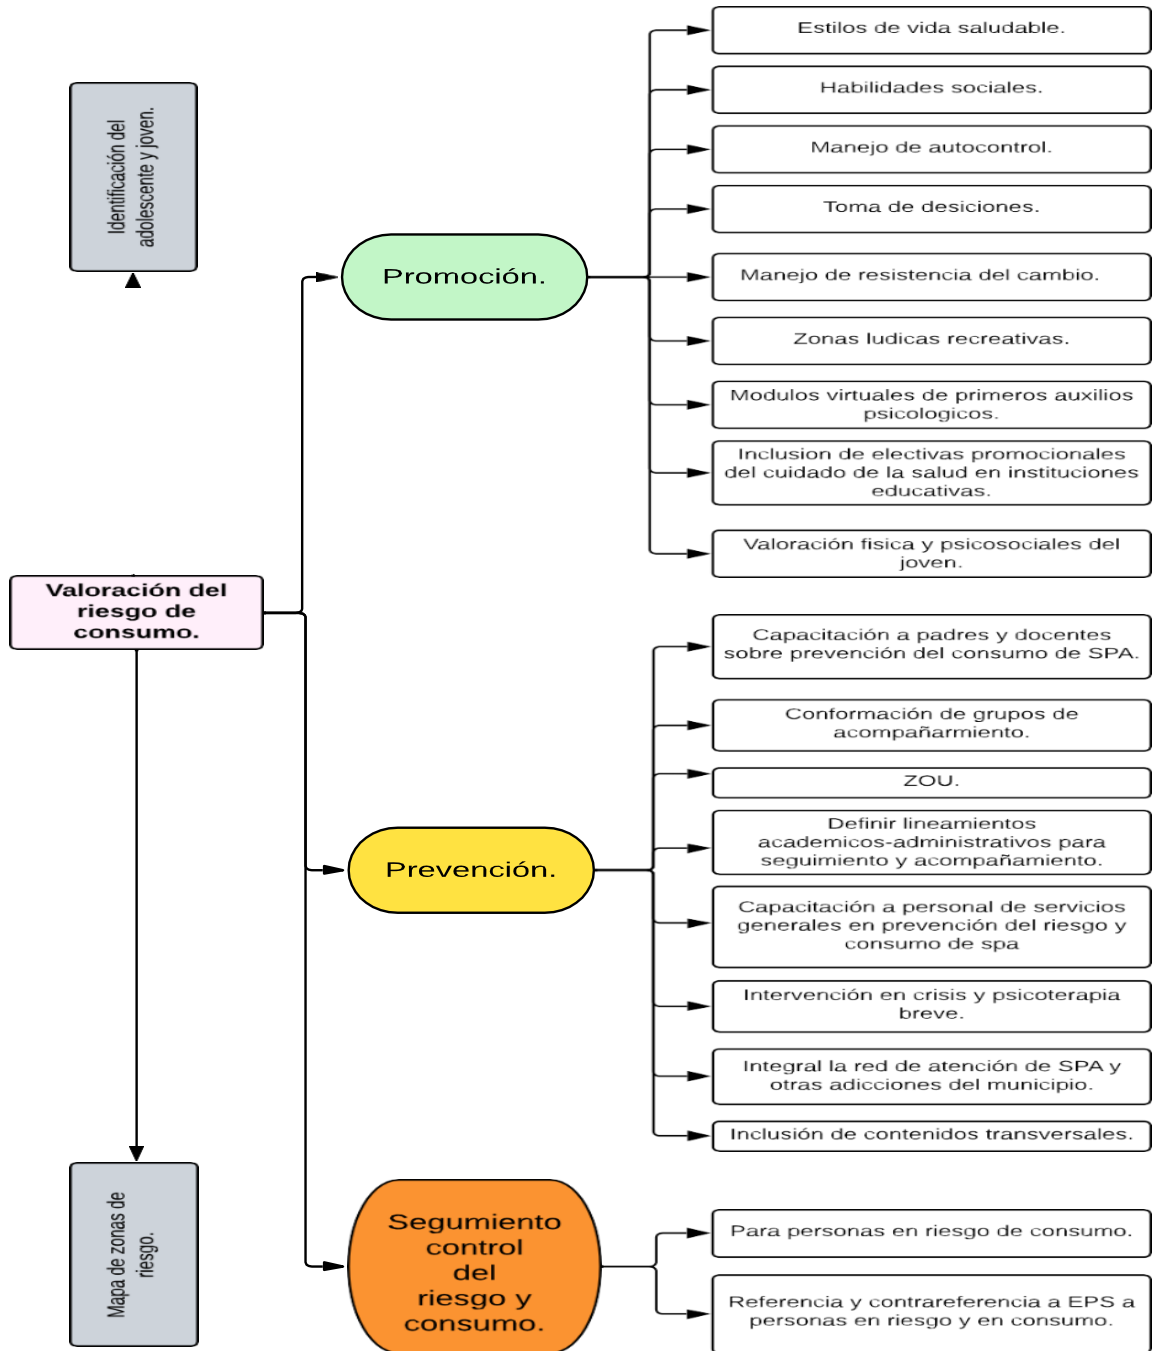 Identificación del
adolescente y joven.
Valoración del
riesgo de
consumo.
Mapa de zonas de
riesgo.
Promoción.
Estilos de vida saludable.
Habilidades sociales.
Manejo de autocontrol.
Toma de desiciones.
Manejo de resistencia del cambio.
Zonas ludicas recreativas.
Modulos virtuales de primeros auxilios
psicologicos.
Inclusion de electivas promocionales
del cuidado de la salud en instituciones
educativas.
Valoración fisica y psicosociales del
joven.
Prevención.
Capacitación a padres y docentes
sobre prevención del consumo de SPA.
Conformación de grupos de
acompañarmiento.
ZOU.
Definir lineamientos
academicos-administrativos para
seguimiento y acompañamiento.
Capacitación a personal de servicios
generales en prevención del riesgo y
consumo de spa
Intervención en crisis y psicoterapia
breve.
Integral la red de atención de SPA y
otras adicciones del municipio.
Inclusión de contenidos transversales.
Segumiento
control
del
riesgo y
consumo.
Para personas en riesgo de consumo.
Referencia y contrareferencia a EPS a
personas en riesgo y en consumo.